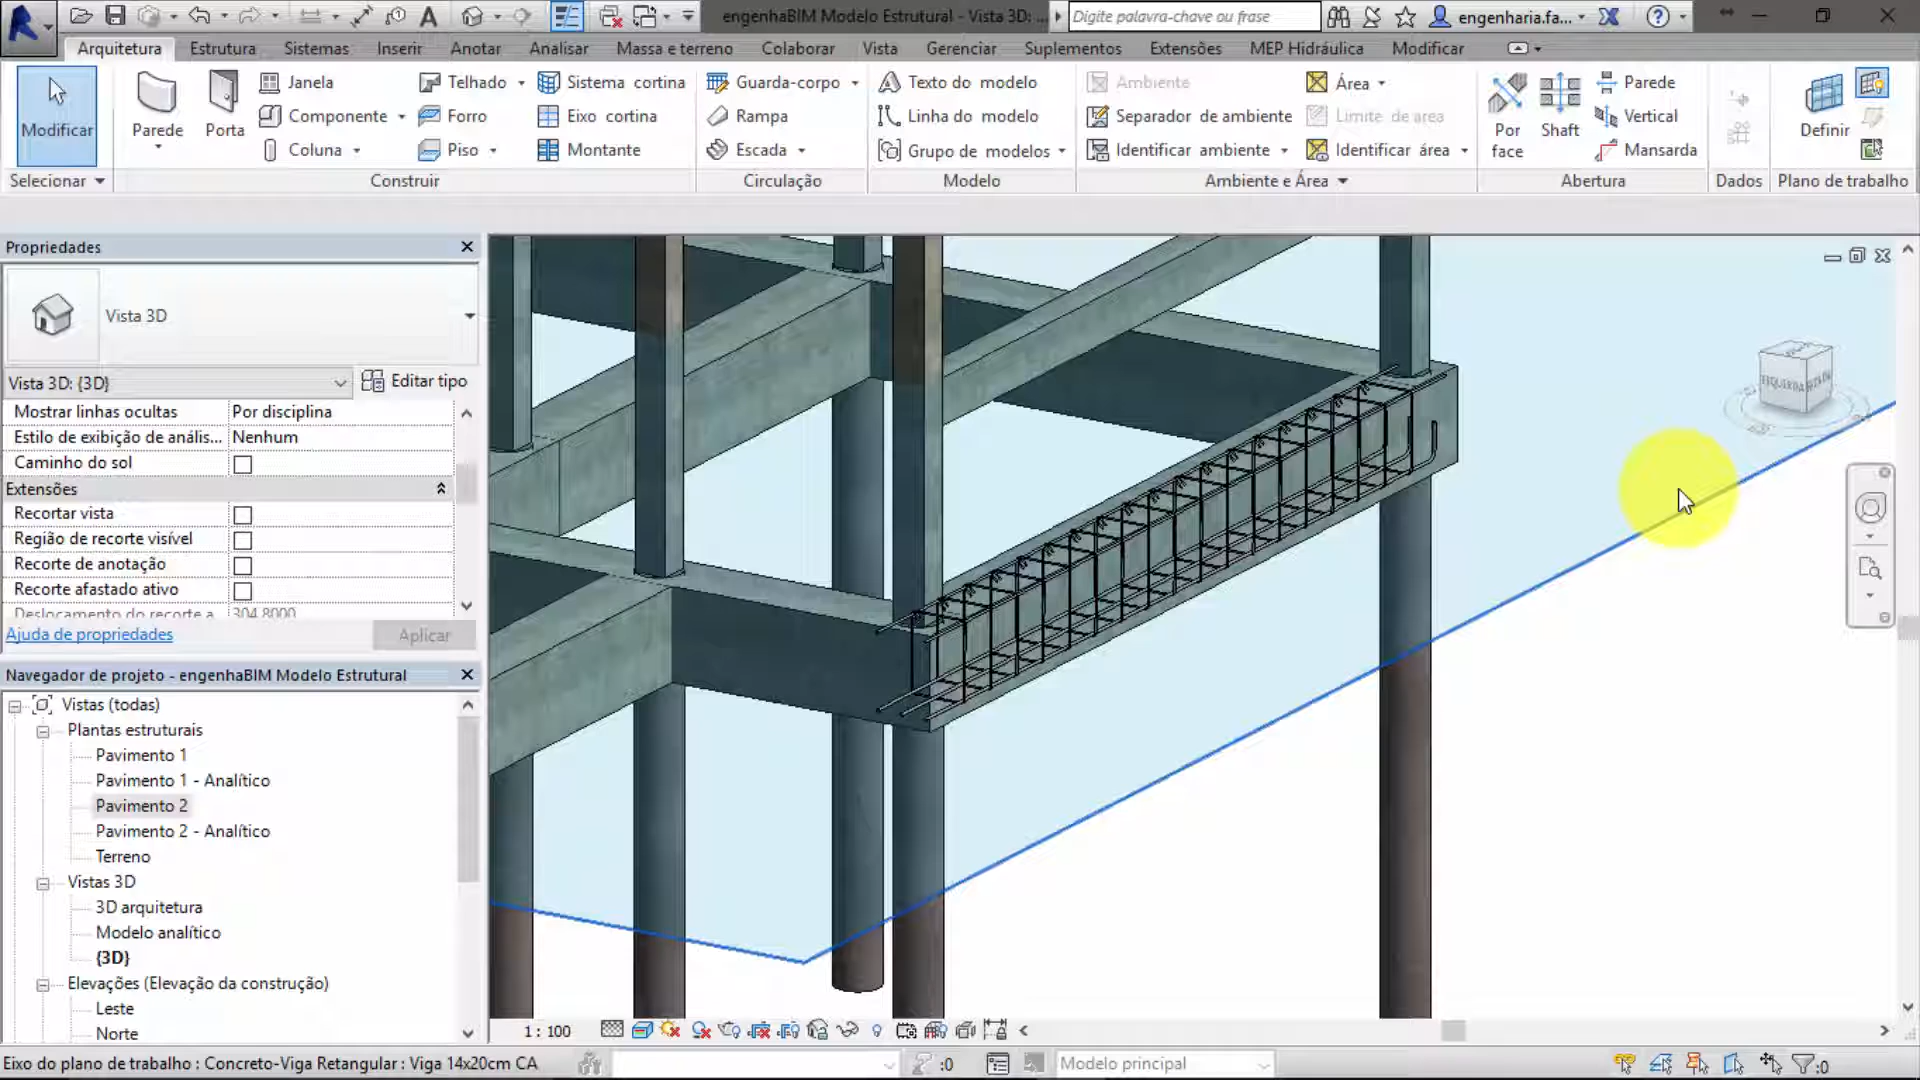 engenhaBIM Modelo Estrutural - Vista 3D: ...
Digite palavra-chave ou frase
engenharia.fa...
Arquitetura Estrutura Sistemas Inserir Anotar Analisar Massa e terreno Colaborar Vista Gerenciar Suplementos Extensões MEP Hidráulica Modificar
Modificar
Parede
Porta
Janela
Componente
Coluna
Telhado
Forro
Piso
Sistema cortina
Eixo cortina
Montante
Guarda-corpo
Rampa
Escada
Texto do modelo
Linha do modelo
Grupo de modelos
Ambiente
Separador de ambiente
Identificar ambiente
Área
Limite de área
Identificar área
Por face
Shaft
Parede
Vertical
Mansarda
Definir
Selecionar Construir Circulação Modelo Ambiente e Área Abertura Dados Plano de trabalho
Propriedades
Vista 3D
Vista 3D: {3D}
Editar tipo
Mostrar linhas ocultas Por disciplina
Estilo de exibição de anális... Nenhum
Caminho do sol
Extensões
Recortar vista
Região de recorte visível
Recorte de anotação
Recorte afastado ativo
Deslocamento do recorte a 304.8000
Ajuda de propriedades
Aplicar
Navegador de projeto - engenhaBIM Modelo Estrutural
Vistas (todas)
Plantas estruturais
Pavimento 1
Pavimento 1 - Analítico
Pavimento 2
Pavimento 2 - Analítico
Terreno
Vistas 3D
3D arquitetura
Modelo analítico
{3D}
Elevações (Elevação da construção)
Leste
Norte
ESQUERDA
1 : 100
Eixo do plano de trabalho : Concreto-Viga Retangular : Viga 14x20cm CA
:0
Modelo principal
:0